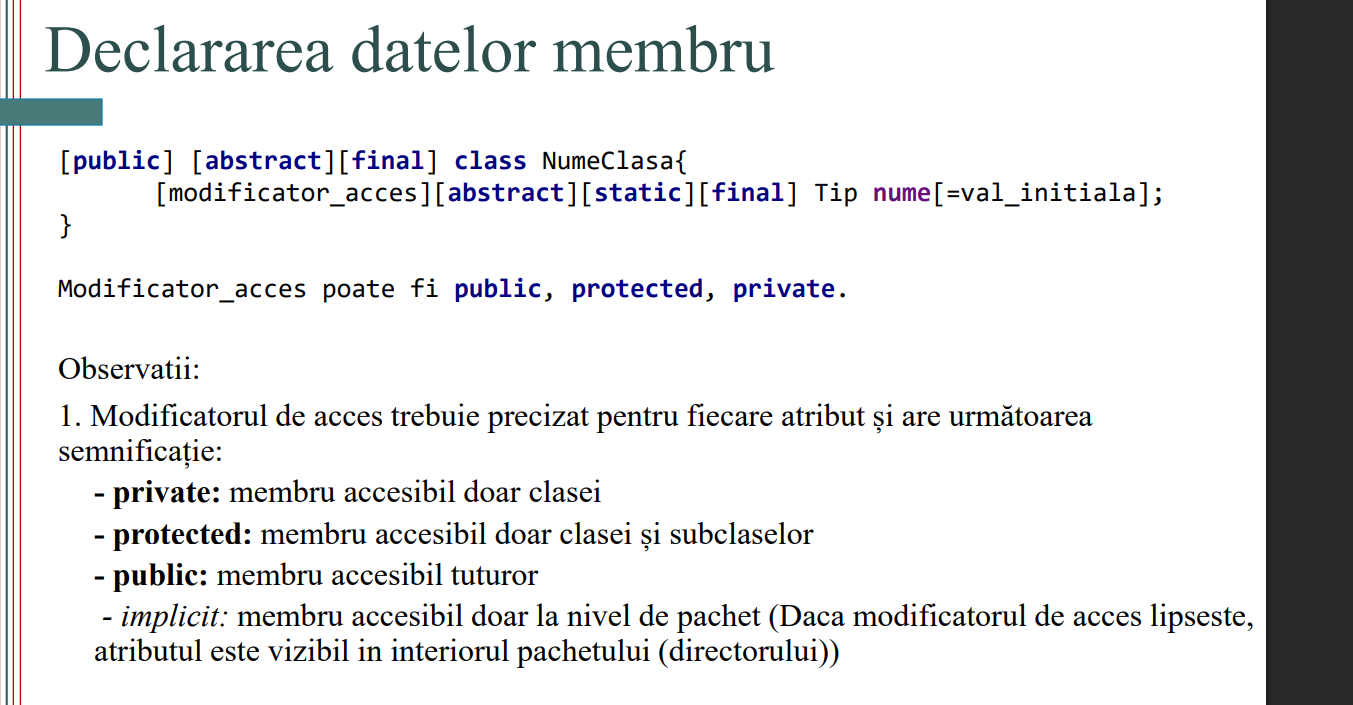 Declararea datelor membru
[public] [abstract][final] class NumeClasa{
[modificator_acces][abstract][static][final] Tip nume[=val_initiala];
}
Modificator_acces poate fi public, protected, private.
Observatii:
1. Modificatorul de acces trebuie precizat pentru fiecare atribut și are următoarea
semnificație:
- private: membru accesibil doar clasei
- protected: membru accesibil doar clasei și subclaselor
- public: membru accesibil tuturor
- implicit: membru accesibil doar la nivel de pachet (Daca modificatorul de acces lipseste,
atributul este vizibil in interiorul pachetului (directorului))